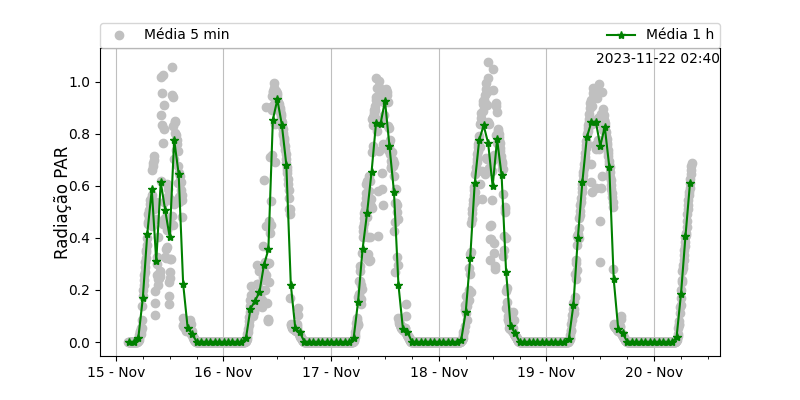 Média 5 min
Média 1 h
2023-11-22 02:40
Radiação PAR
1.0
0.8
0.6
0.4
0.2
0.0
15 - Nov
16 - Nov
17 - Nov
18 - Nov
19 - Nov
20 - Nov